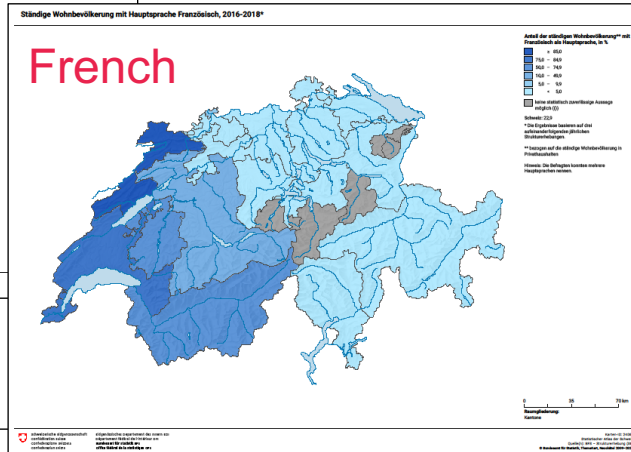 Ständige Wohnbevölkerung mit Hauptsprache Französisch, 2016-2018*
French
Anteil der ständigen Wohnbevölkerung** mit
Französisch als Hauptsprache, in %
≥ 85,0
75,0 – 84,9
50,0 – 74,9
10,0 – 49,9
5,0 – 9,9
< 5,0
keine statistisch zuverlässige Aussage
möglich (())
Schweiz: 22,9
* Die Ergebnisse basieren auf drei
aufeinanderfolgenden jährlichen
Strukturerhebungen.
** bezogen auf die ständige Wohnbevölkerung in
Privathaushalten
Hinweis: Die Befragten konnten mehrere
Hauptsprachen nennen.
0 35 70 km
Raumgliederung:
Kantone